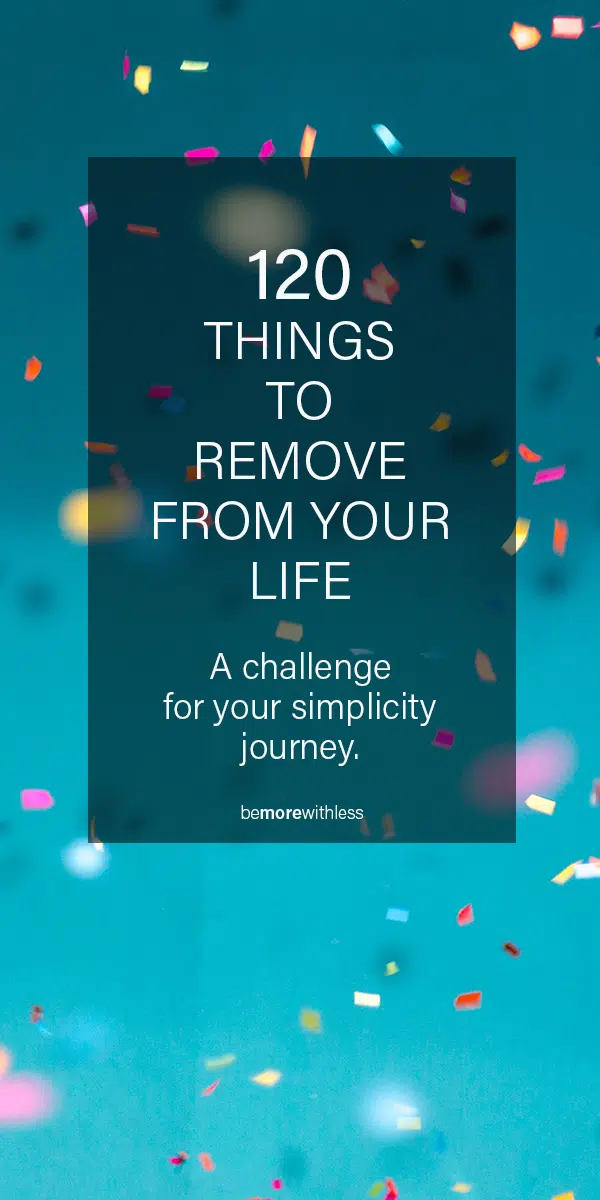 120
THINGS
TO
REMOVE
FROM YOUR
LIFE
A challenge
for your simplicity
journey.
bemorewithless